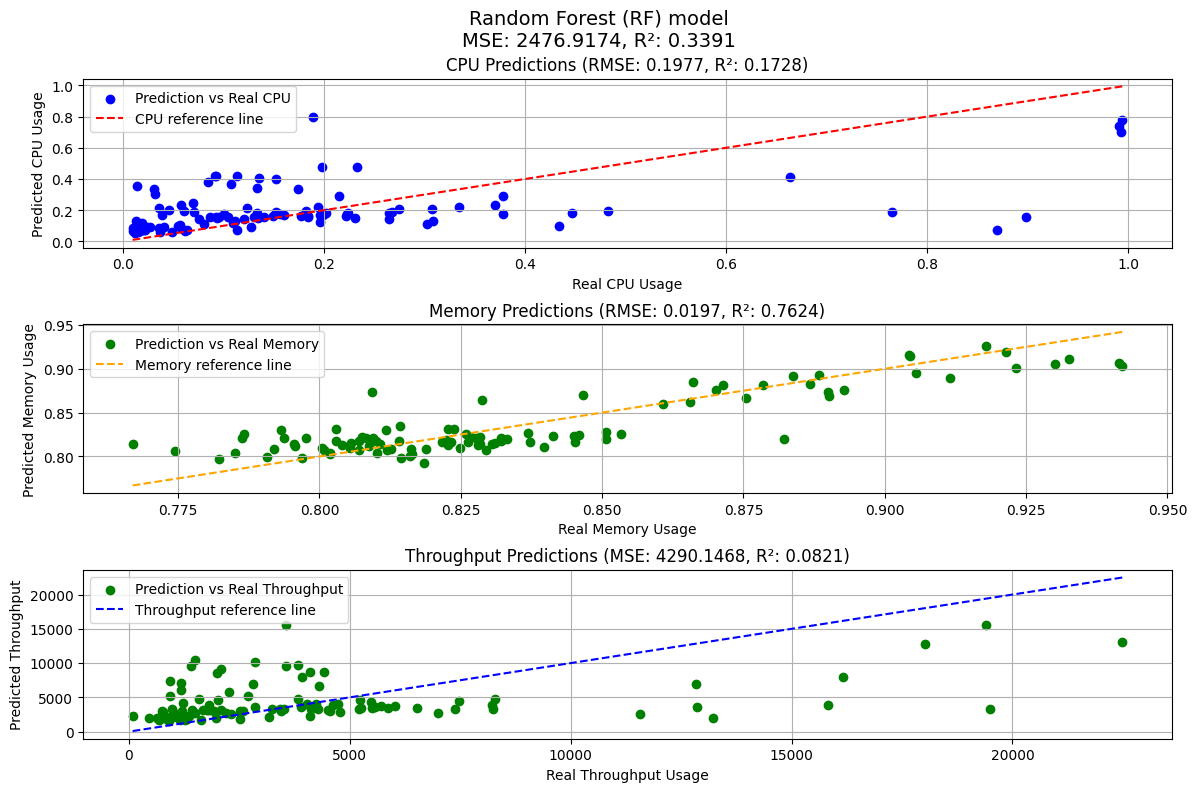 Random Forest (RF) model
MSE: 2476.9174, R²: 0.3391
CPU Predictions (RMSE: 0.1977, R²: 0.1728)
Prediction vs Real CPU
CPU reference line
Predicted CPU Usage
1.0
0.8
0.6
0.4
0.2
0.0
0.0 0.2 0.4 0.6 0.8 1.0
Real CPU Usage
Memory Predictions (RMSE: 0.0197, R²: 0.7624)
Prediction vs Real Memory
Memory reference line
Predicted Memory Usage
0.95
0.90
0.85
0.80
0.775 0.800 0.825 0.850 0.875 0.900 0.925 0.950
Real Memory Usage
Throughput Predictions (MSE: 4290.1468, R²: 0.0821)
Prediction vs Real Throughput
Throughput reference line
Predicted Throughput
20000
15000
10000
5000
0
0 5000 10000 15000 20000
Real Throughput Usage